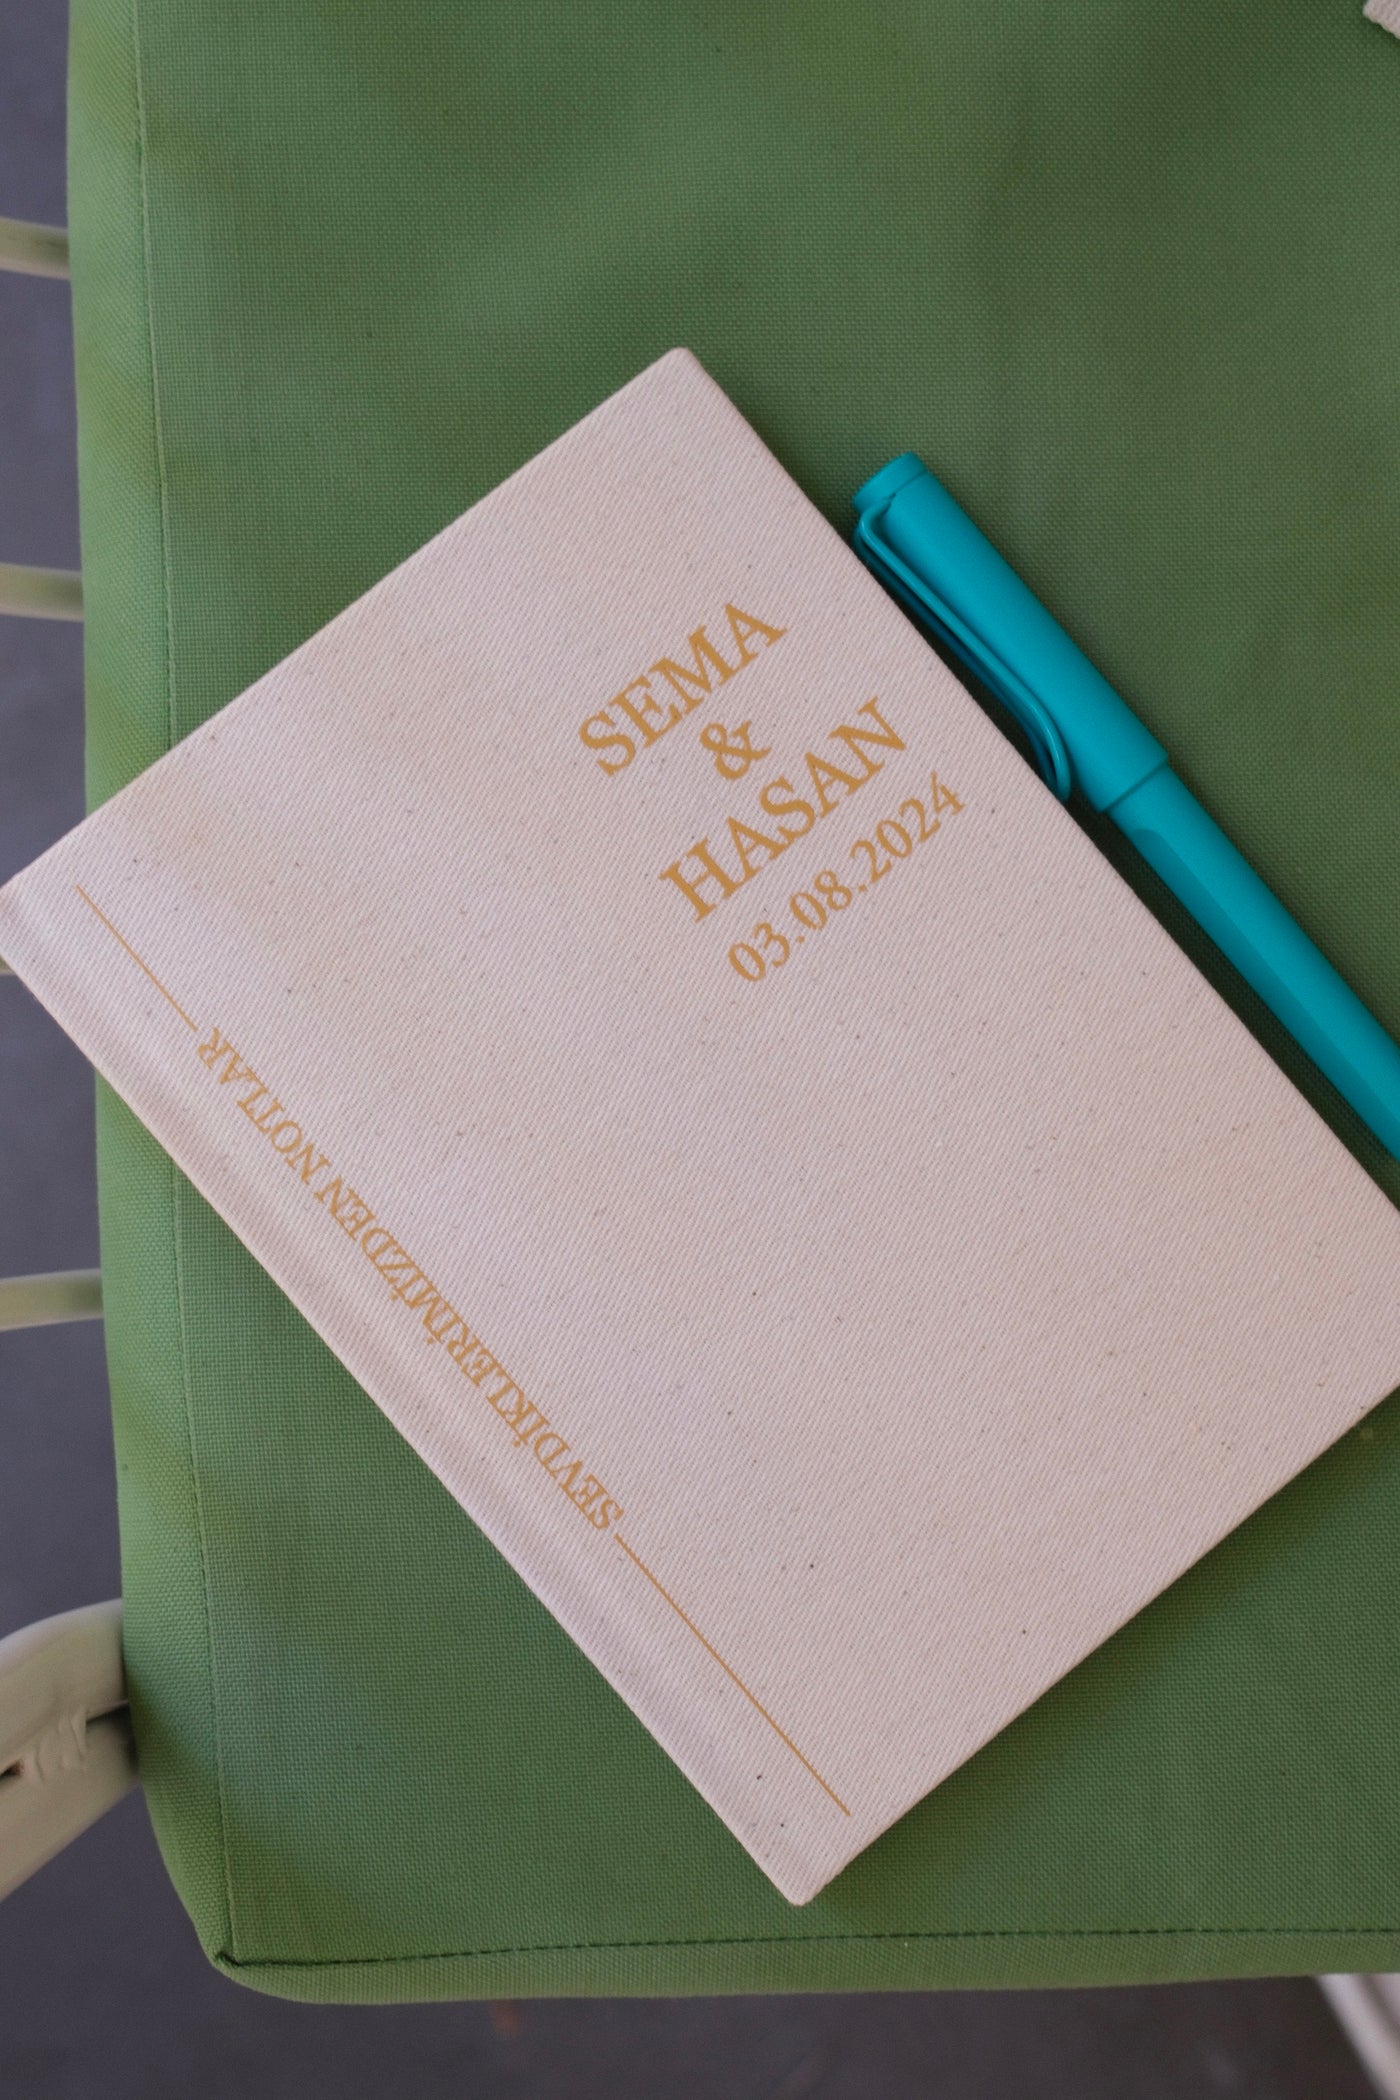 SEMA
&
HASAN
03.08.2024
SEVDİKLERİMİZDEN NOTLAR